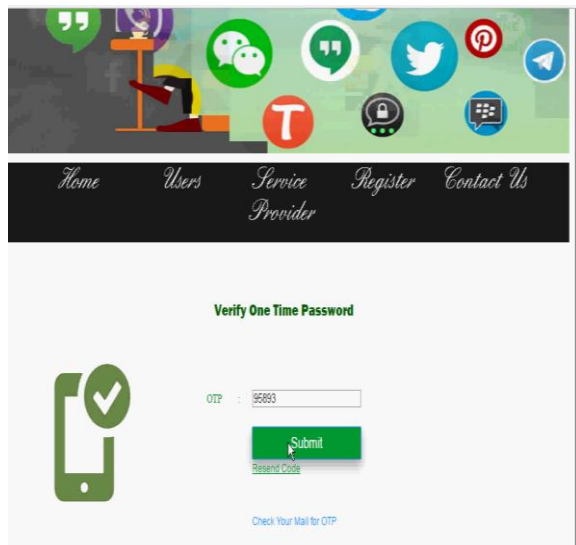 Home Users Service Provider Register Contact Us
Verify One Time Password
OTP : 95893
Submit
Resend Code
Check Your Mail for OTP